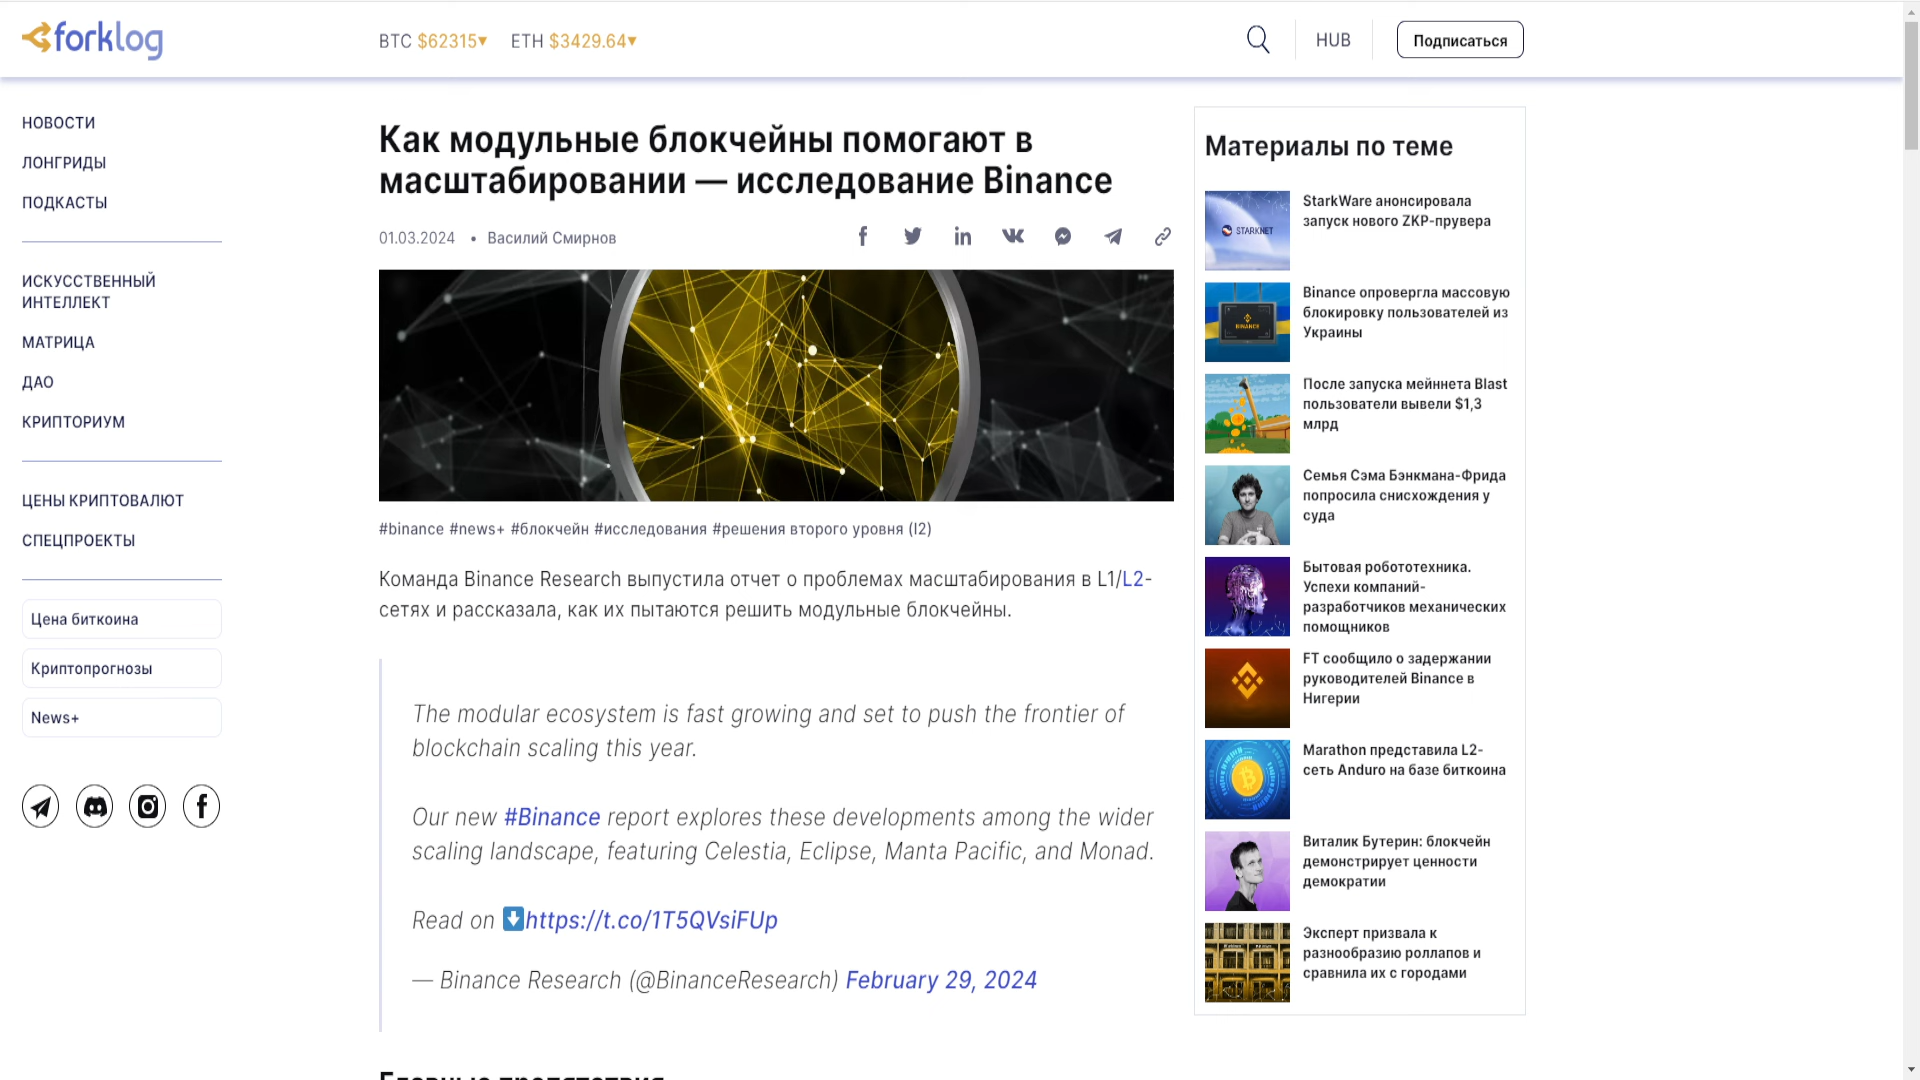 forklog
BTC $62315▾ ETH $3429.64▾
HUB
Подписаться
НОВОСТИ
ЛОНГРИДЫ
ПОДКАСТЫ
ИСКУССТВЕННЫЙ
ИНТЕЛЛЕКТ
МАТРИЦА
ДАО
КРИПТОРИУМ
ЦЕНЫ КРИПТОВАЛЮТ
СПЕЦПРОЕКТЫ
Цена биткоина
Криптопрогнозы
News+
Как модульные блокчейны помогают в
масштабировании — исследование Binance
01.03.2024 • Василий Смирнов
#binance #news+ #блокчейн #исследования #решения второго уровня (l2)
Команда Binance Research выпустила отчет о проблемах масштабирования в L1/L2-
сетях и рассказала, как их пытаются решить модульные блокчейны.
The modular ecosystem is fast growing and set to push the frontier of
blockchain scaling this year.
Our new #Binance report explores these developments among the wider
scaling landscape, featuring Celestia, Eclipse, Manta Pacific, and Monad.
Read on ⬇️https://t.co/1T5QVsiFUp
— Binance Research (@BinanceResearch) February 29, 2024
Главные препятствия
Материалы по теме
STARKNET
StarkWare анонсировала
запуск нового ZKP-прувера
BINANCE
Binance опровергла массовую
блокировку пользователей из
Украины
После запуска мейннета Blast
пользователи вывели $1,3
млрд
Семья Сэма Бэнкмана-Фрида
попросила снисхождения у
суда
Бытовая робототехника.
Успехи компаний-
разработчиков механических
помощников
FT сообщило о задержании
руководителей Binance в
Нигерии
Marathon представила L2-
сеть Anduro на базе биткоина
Виталик Бутерин: блокчейн
демонстрирует ценности
демократии
Эксперт призвала к
разнообразию роллапов и
сравнила их с городами